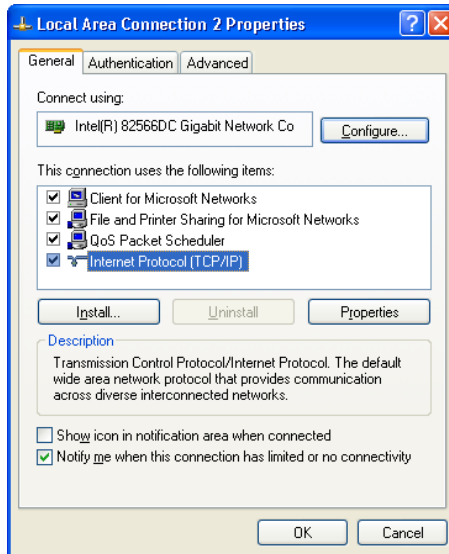 Local Area Connection 2 Properties
General Authentication Advanced
Connect using:
Intel(R) 82566DC Gigabit Network Co
Configure...
This connection uses the following items:
Client for Microsoft Networks
File and Printer Sharing for Microsoft Networks
QoS Packet Scheduler
Internet Protocol (TCP/IP)
Install... Uninstall Properties
Description
Transmission Control Protocol/Internet Protocol. The default
wide area network protocol that provides communication
across diverse interconnected networks.
Show icon in notification area when connected
Notify me when this connection has limited or no connectivity
OK Cancel